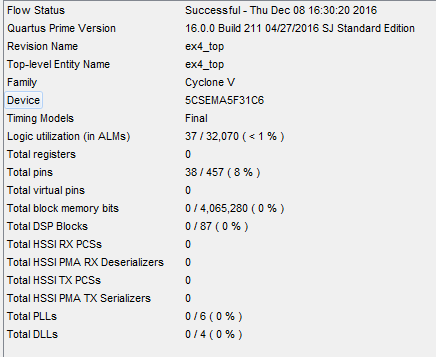 Flow Status Successful - Thu Dec 08 16:30:20 2016
Quartus Prime Version 16.0.0 Build 211 04/27/2016 SJ Standard Edition
Revision Name ex4_top
Top-level Entity Name ex4_top
Family Cyclone V
Device 5CSEMA5F31C6
Timing Models Final
Logic utilization (in ALMs) 37 / 32,070 ( < 1 % )
Total registers 0
Total pins 38 / 457 ( 8 % )
Total virtual pins 0
Total block memory bits 0 / 4,065,280 ( 0 % )
Total DSP Blocks 0 / 87 ( 0 % )
Total HSSI RX PCSs 0
Total HSSI PMA RX Deserializers 0
Total HSSI TX PCSs 0
Total HSSI PMA TX Serializers 0
Total PLLs 0 / 6 ( 0 % )
Total DLLs 0 / 4 ( 0 % )